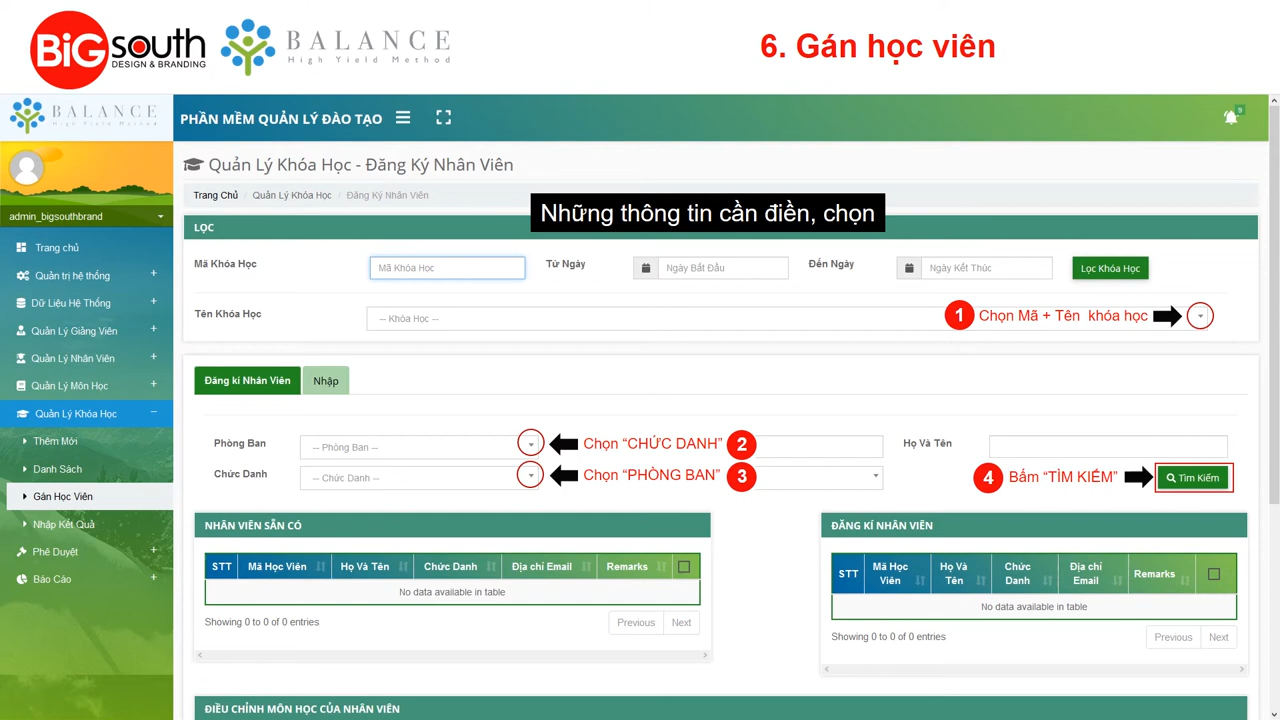 BiGsouth
DESIGN & BRANDING
BALANCE
High Yield Method
6. Gán học viên
BALANCE
High Yield Method
PHẦN MỀM QUẢN LÝ ĐÀO TẠO
9
admin_bigsouthbrand
Trang chủ
Quản trị hệ thống +
Dữ Liệu Hệ Thống +
Quản Lý Giảng Viên +
Quản Lý Nhân Viên +
Quản Lý Môn Học +
Quản Lý Khóa Học −
Thêm Mới
Danh Sách
Gán Học Viên
Nhập Kết Quả
Phê Duyệt +
Báo Cáo +
Quản Lý Khóa Học - Đăng Ký Nhân Viên
Trang Chủ / Quản Lý Khóa Học / Đăng Ký Nhân Viên
Những thông tin cần điền, chọn
LỌC
Mã Khóa Học Mã Khóa Học Từ Ngày Ngày Bắt Đầu Đến Ngày Ngày Kết Thúc Lọc Khóa Học
Tên Khóa Học -- Khóa Học -- 1 Chọn Mã + Tên khóa học
Đăng kí Nhân Viên Nhập
Phòng Ban -- Phòng Ban -- Chọn “CHỨC DANH” 2 Họ Và Tên
Chức Danh -- Chức Danh -- Chọn “PHÒNG BAN” 3 4 Bấm “TÌM KIẾM” Tìm Kiếm
NHÂN VIÊN SẴN CÓ
STT Mã Học Viên Họ Và Tên Chức Danh Địa chỉ Email Remarks
No data available in table
Showing 0 to 0 of 0 entries Previous Next
ĐĂNG KÍ NHÂN VIÊN
STT Mã Học Viên Họ Và Tên Chức Danh Địa chỉ Email Remarks
No data available in table
Showing 0 to 0 of 0 entries Previous Next
ĐIỀU CHỈNH MÔN HỌC CỦA NHÂN VIÊN